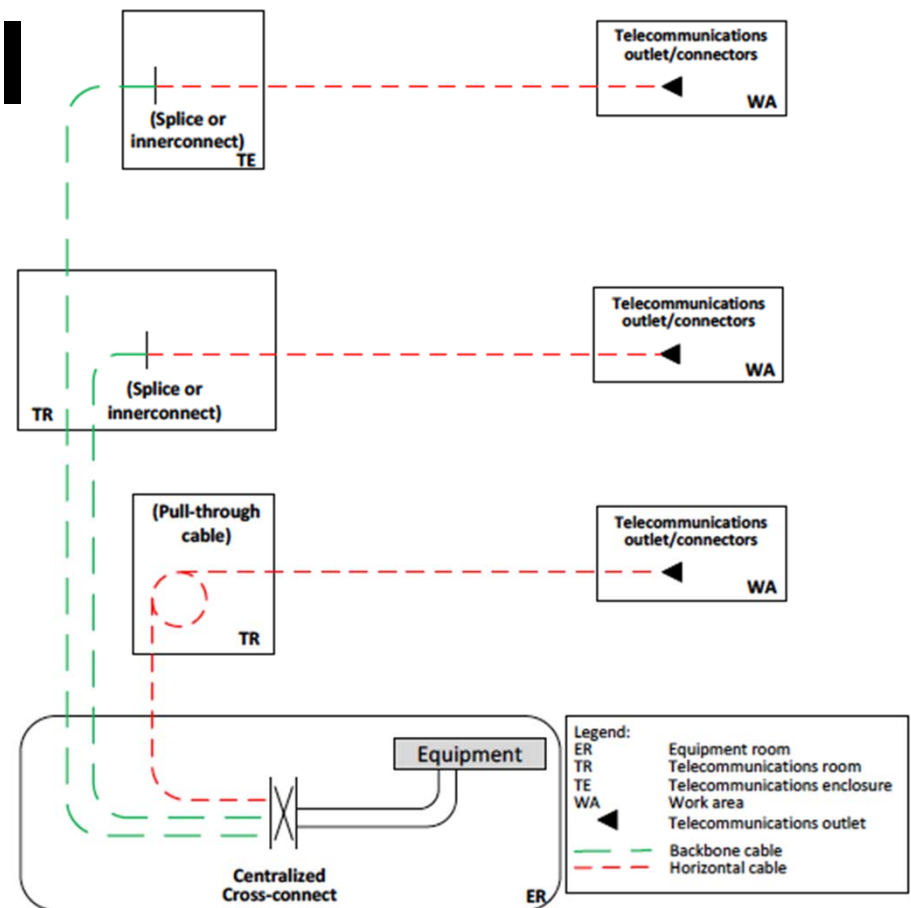 Telecommunications
outlet/connectors
WA
(Splice or
innerconnect)
TE
Telecommunications
outlet/connectors
WA
(Splice or
innerconnect)
TR
(Pull-through
cable)
TR
Telecommunications
outlet/connectors
WA
Equipment
Centralized
Cross-connect
ER
Legend:
ER Equipment room
TR Telecommunications room
TE Telecommunications enclosure
WA Work area
Telecommunications outlet
Backbone cable
Horizontal cable